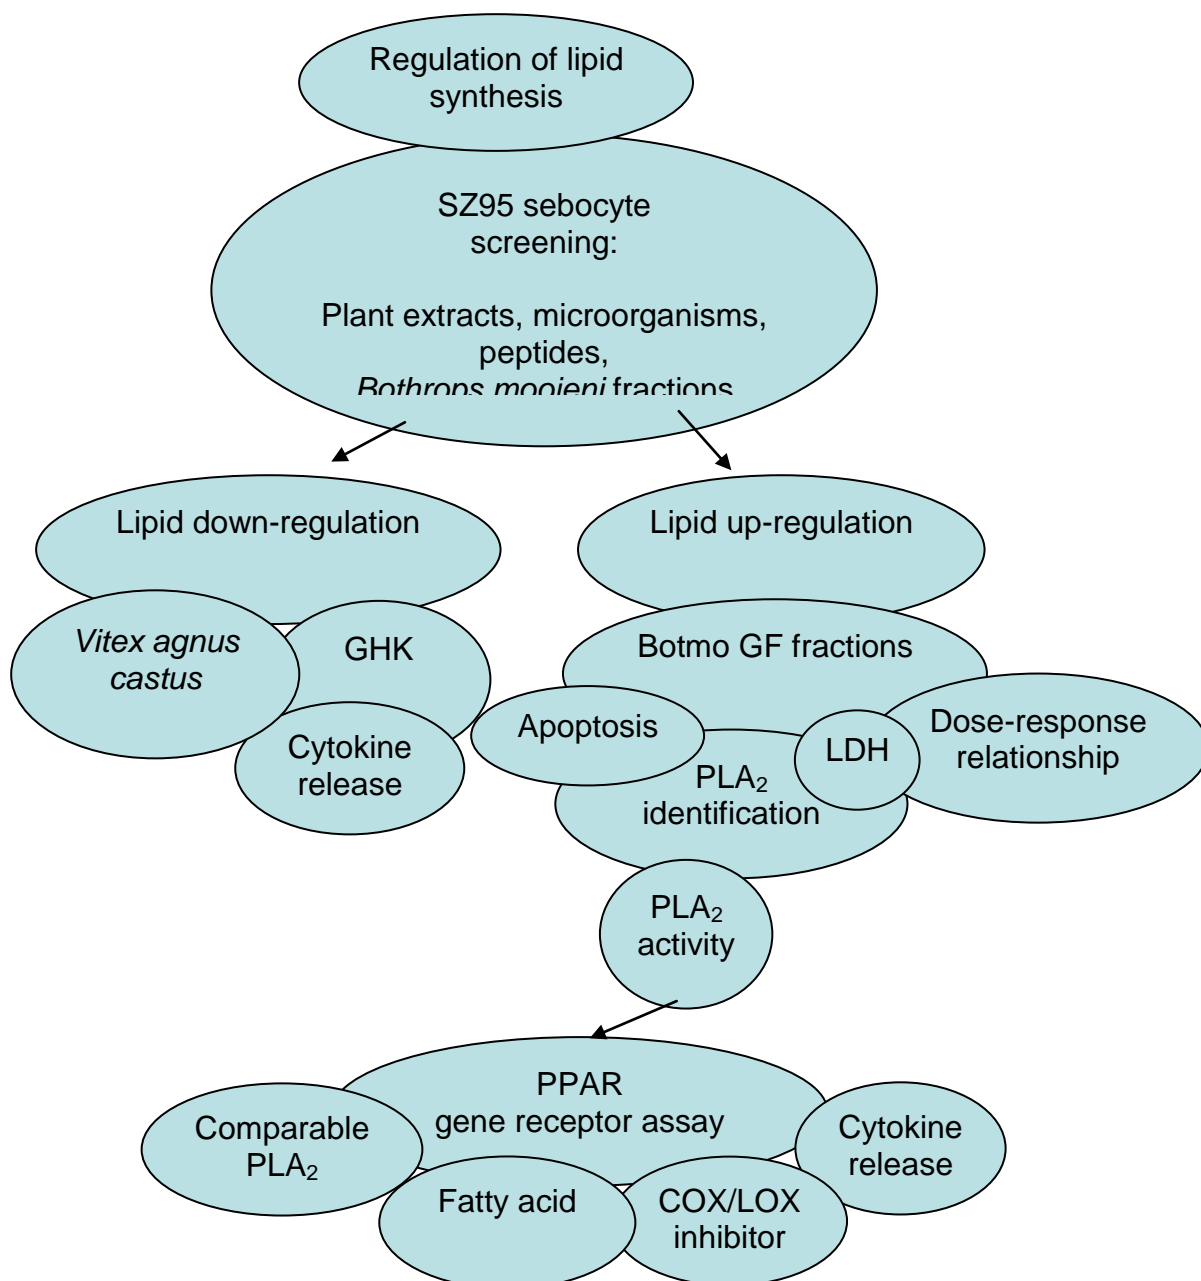 Regulation of lipid
synthesis
SZ95 sebocyte
screening:
Plant extracts, microorganisms,
peptides,
Bothrops moojeni fractions
Lipid down-regulation
Lipid up-regulation
Vitex agnus
castus
GHK
Cytokine
release
Botmo GF fractions
Apoptosis
LDH
Dose-response
relationship
PLA₂
identification
PLA₂
activity
PPAR
gene receptor assay
Comparable
PLA₂
Fatty acid
COX/LOX
inhibitor
Cytokine
release